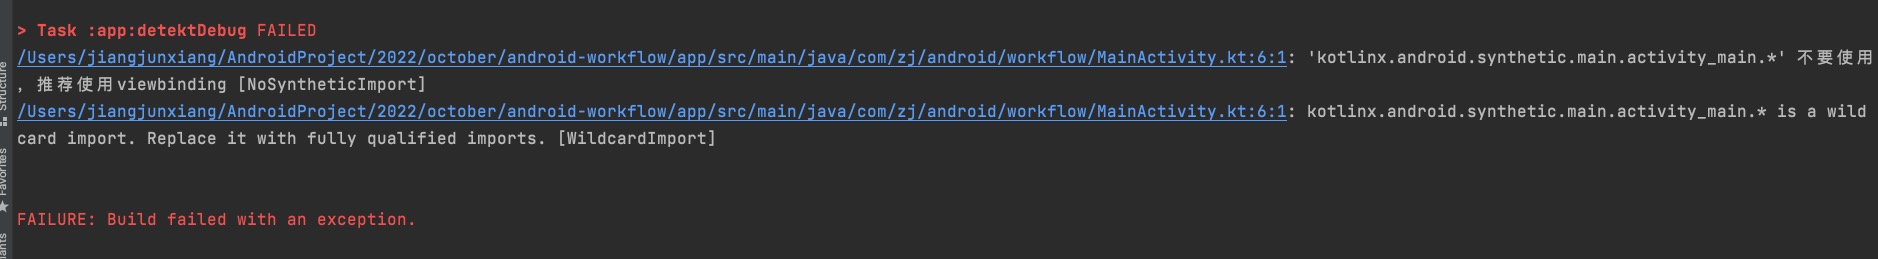 > Task :app:detektDebug FAILED
/Users/jiangjunxiang/AndroidProject/2022/october/android-workflow/app/src/main/java/com/zj/android/workflow/MainActivity.kt:6:1: 'kotlinx.android.synthetic.main.activity_main.*' 不要使用
, 推荐使用viewbinding [NoSyntheticImport]
/Users/jiangjunxiang/AndroidProject/2022/october/android-workflow/app/src/main/java/com/zj/android/workflow/MainActivity.kt:6:1: kotlinx.android.synthetic.main.activity_main.* is a wild
card import. Replace it with fully qualified imports. [WildcardImport]
FAILURE: Build failed with an exception.
Structure
Favorites